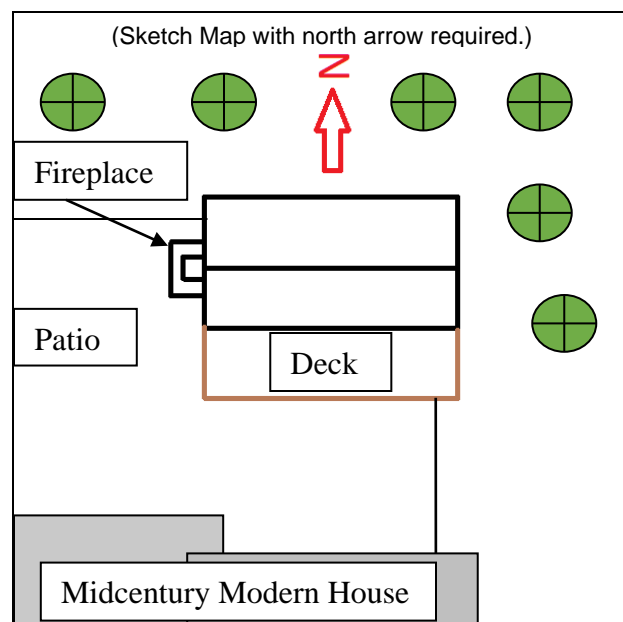 (Sketch Map with north arrow required.)
N
Fireplace
Patio
Deck
Midcentury Modern House